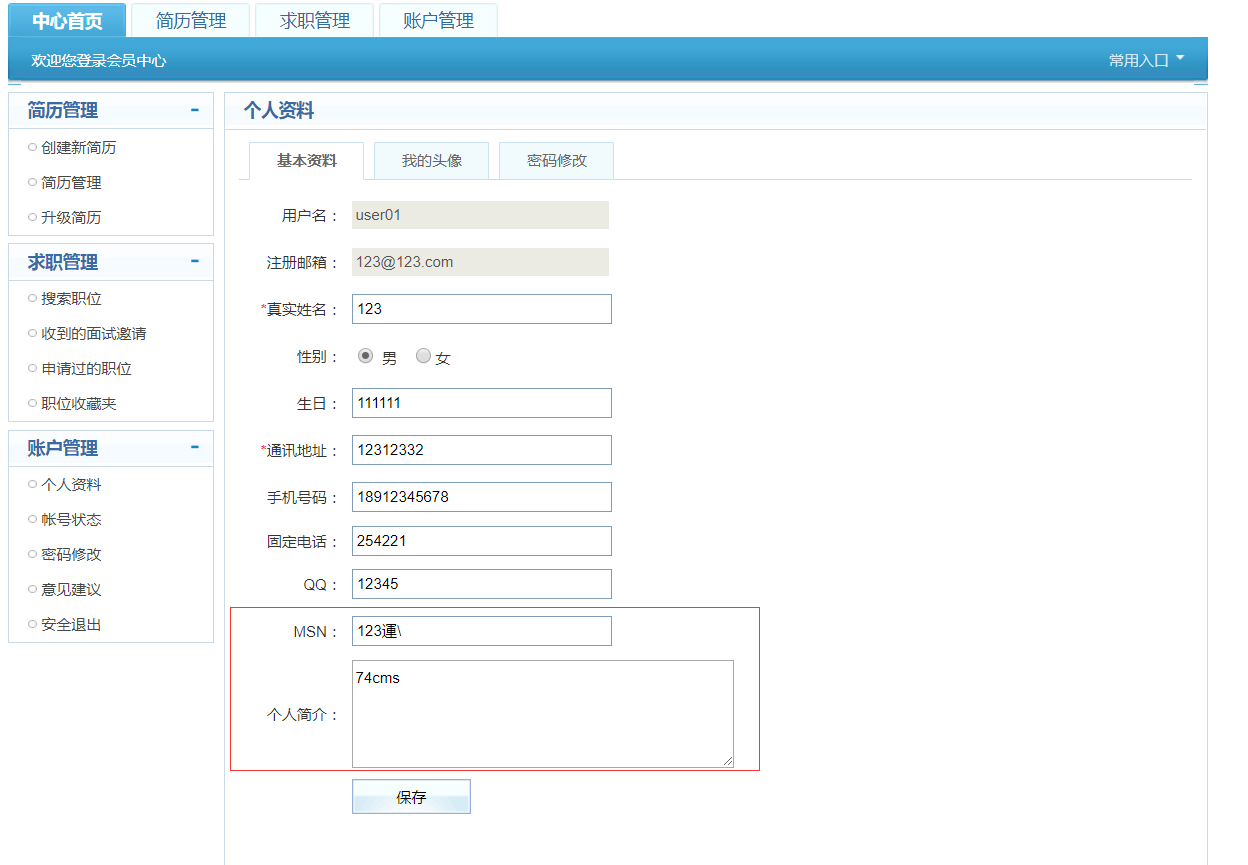 中心首页 简历管理 求职管理 账户管理
欢迎您登录会员中心 常用入口
简历管理 -
创建新简历
简历管理
升级简历
求职管理 -
搜索职位
收到的面试邀请
申请过的职位
职位收藏夹
账户管理 -
个人资料
帐号状态
密码修改
意见建议
安全退出
个人资料
基本资料 我的头像 密码修改
用户名： user01
注册邮箱： 123@123.com
*真实姓名： 123
性别： 男 女
生日： 111111
*通讯地址： 12312332
手机号码： 18912345678
固定电话： 254221
QQ： 12345
MSN： 123運\
个人简介： 74cms
保存